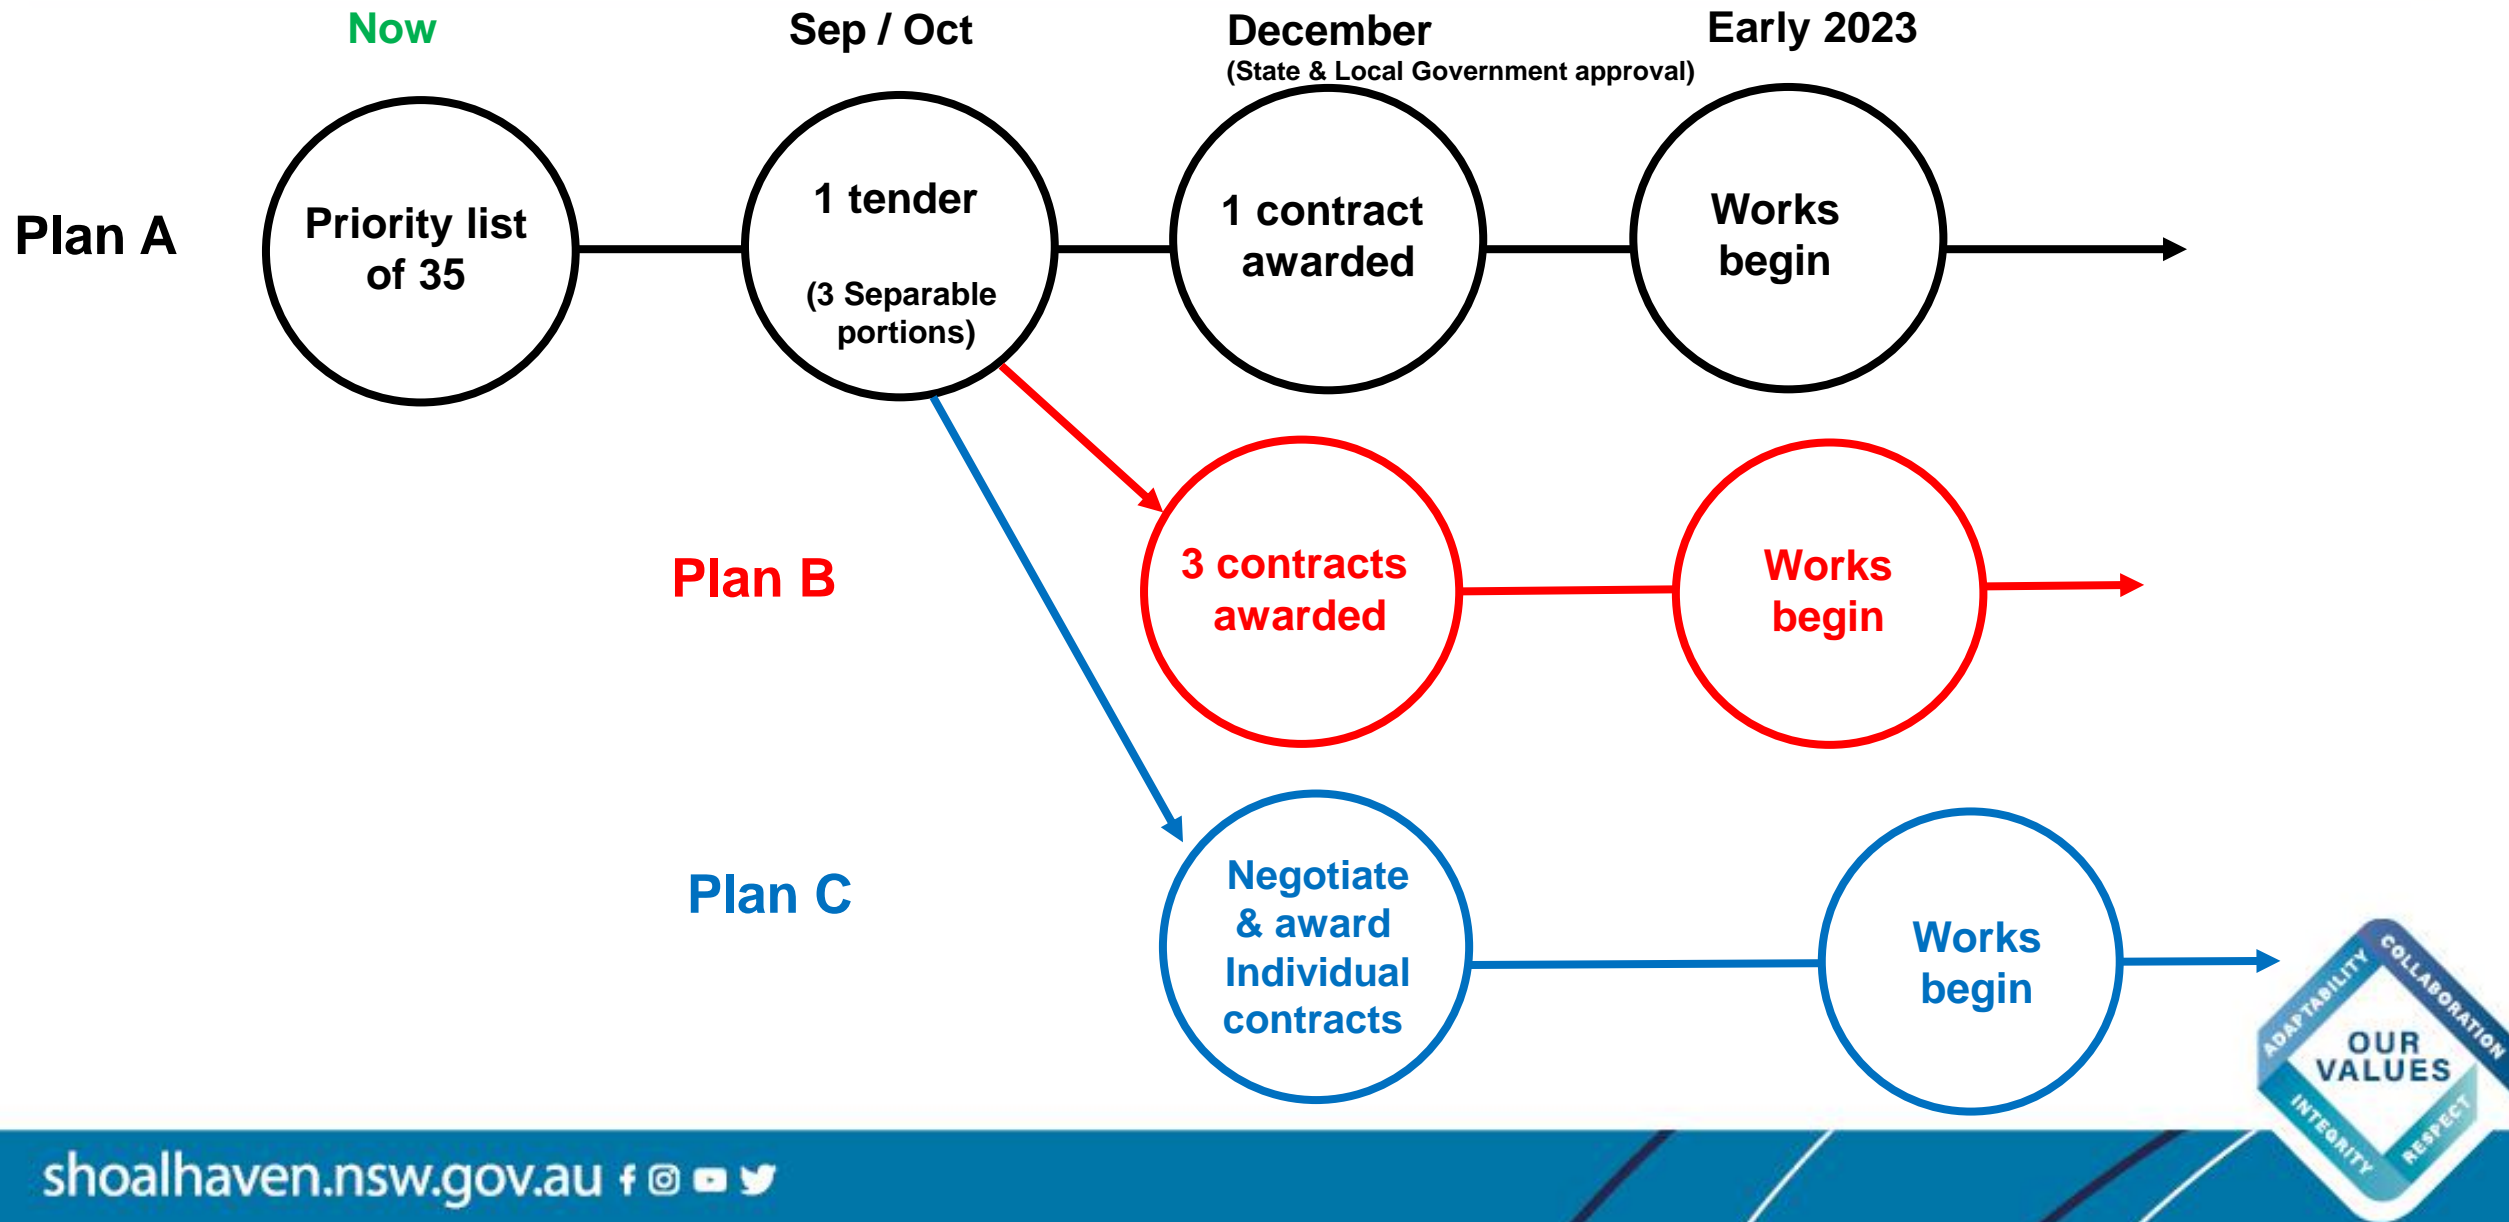 Now
Sep / Oct
December
(State & Local Government approval)
Early 2023
Plan A
Priority list
of 35
1 tender
(3 Separable
portions)
1 contract
awarded
Works
begin
Plan B
3 contracts
awarded
Works
begin
Plan C
Negotiate
& award
Individual
contracts
Works
begin
ADAPTABILITY
COLLABORATION
OUR
VALUES
INTEGRITY
RESPECT
shoalhaven.nsw.gov.au